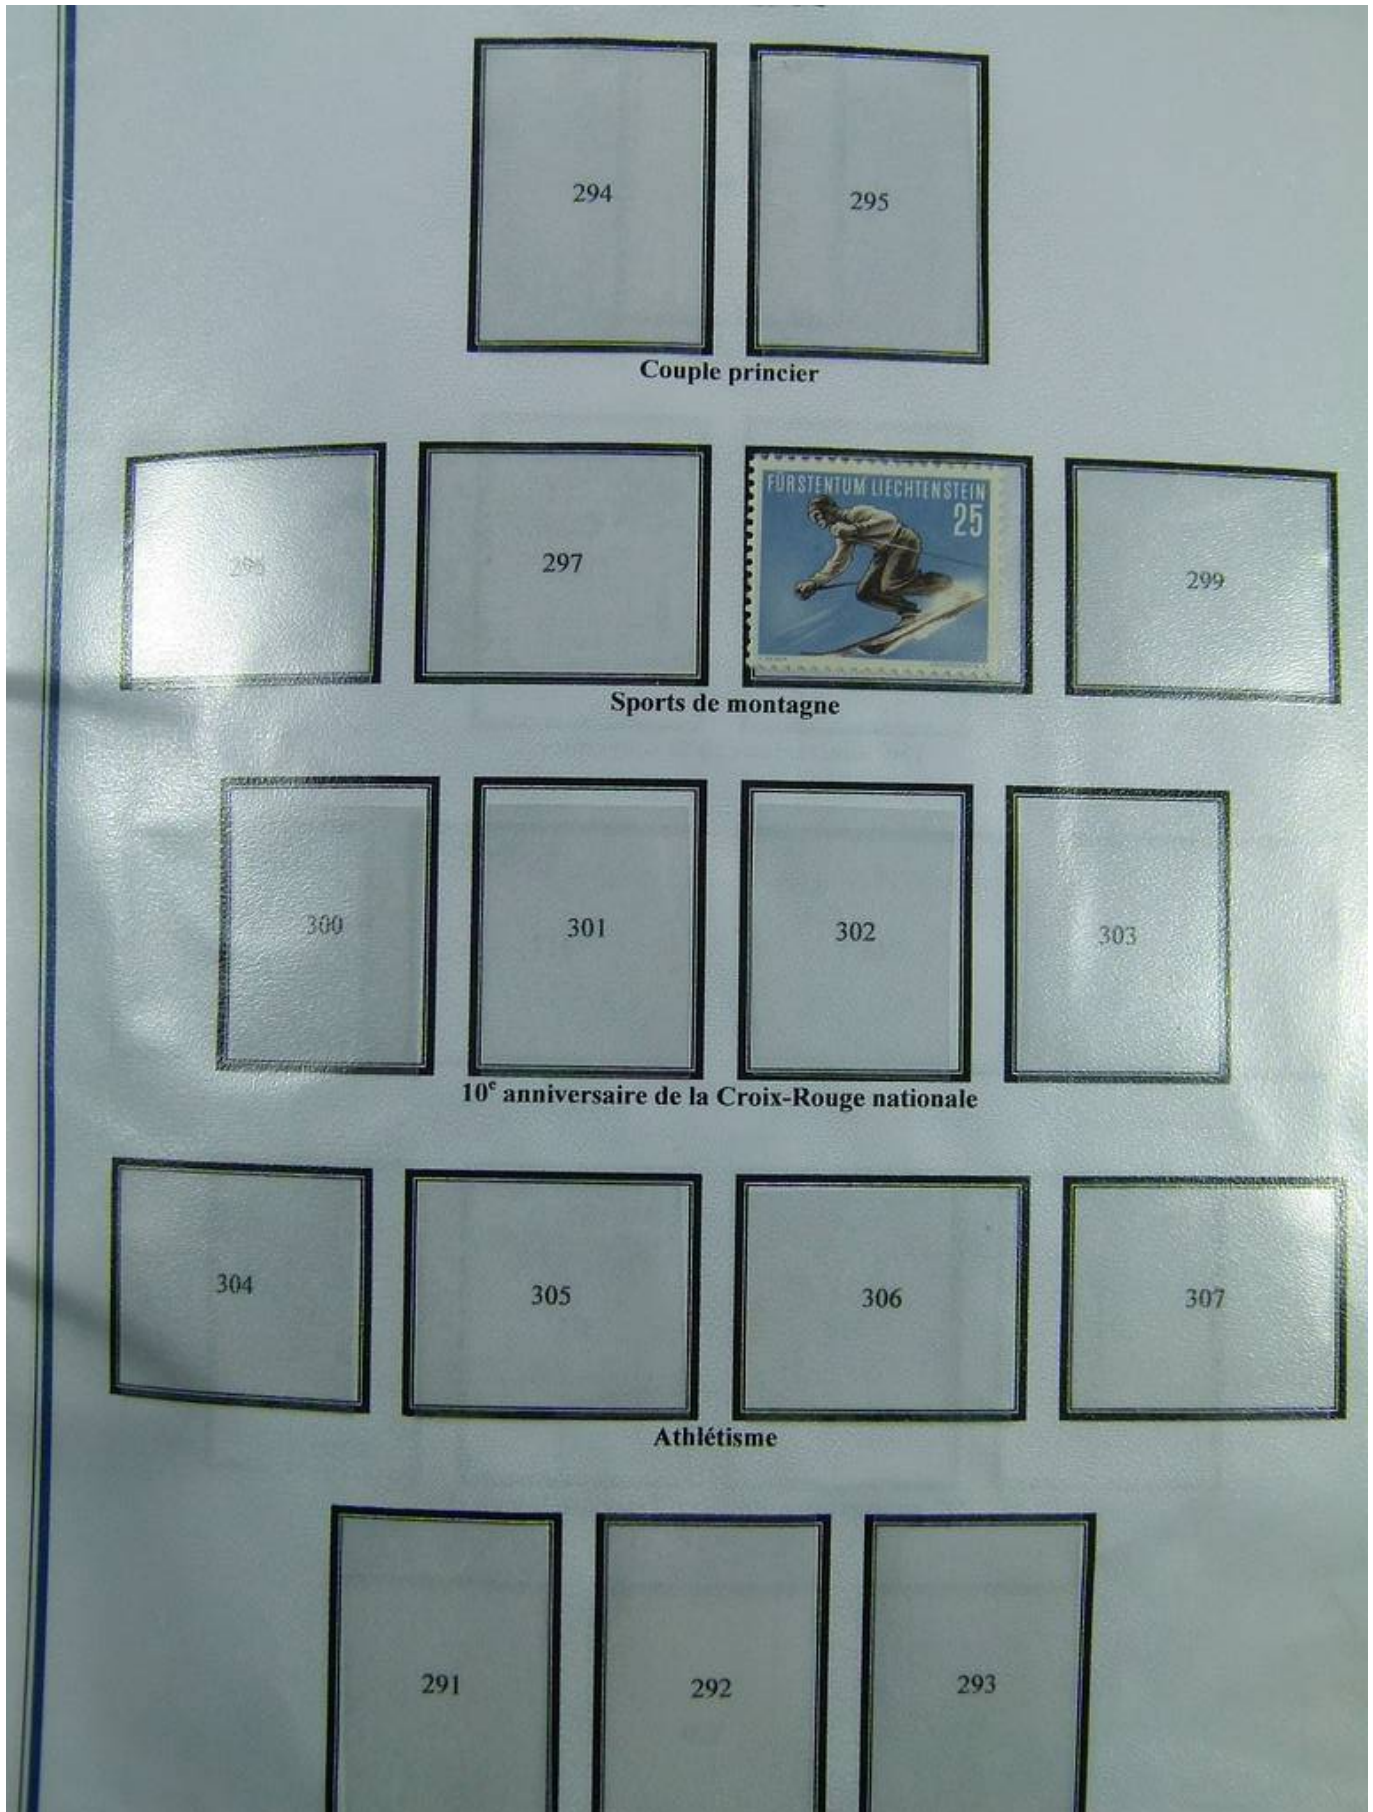 294 295
Couple princier
FÜRSTENTUM LIECHTENSTEIN
25
296 297 299
Sports de montagne
300 301 302 303
10e anniversaire de la Croix-Rouge nationale
304 305 306 307
Athlétisme
291 292 293